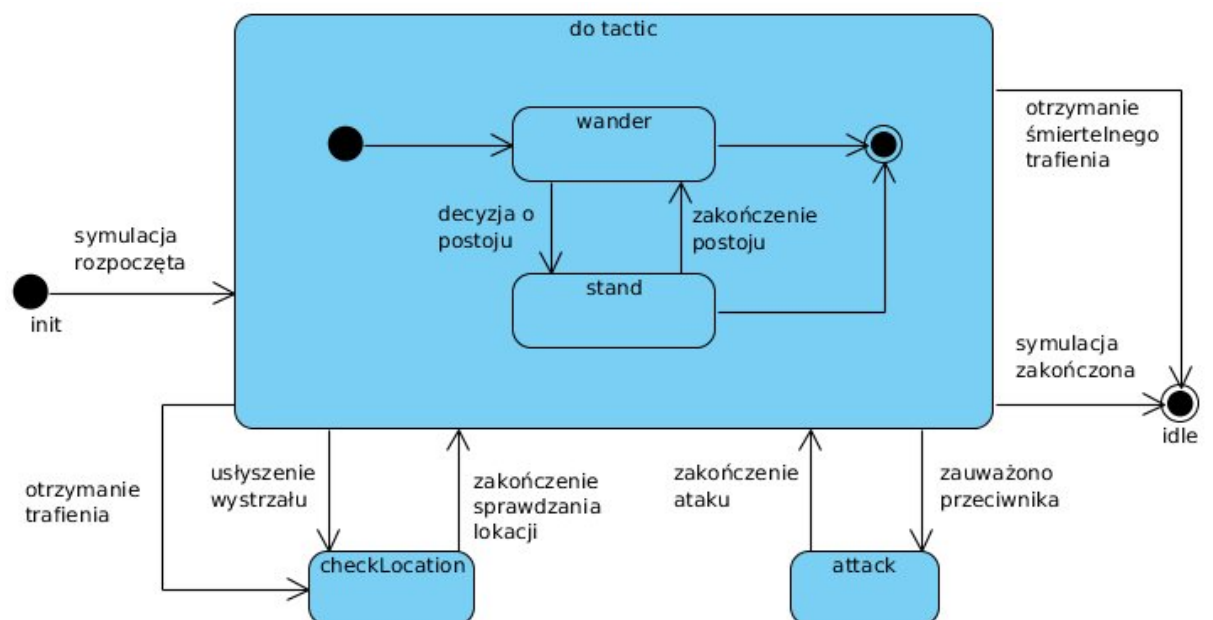 do tactic
wander
otrzymanie
śmiertelnego
trafienia
decyzja o
postoju
zakończenie
postoju
symulacja
rozpoczęta
init
stand
symulacja
zakończona
idle
otrzymanie
trafienia
usłyszenie
wystrzału
zakończenie
sprawdzania
lokacji
zakończenie
ataku
zauważono
przeciwnika
checkLocation
attack